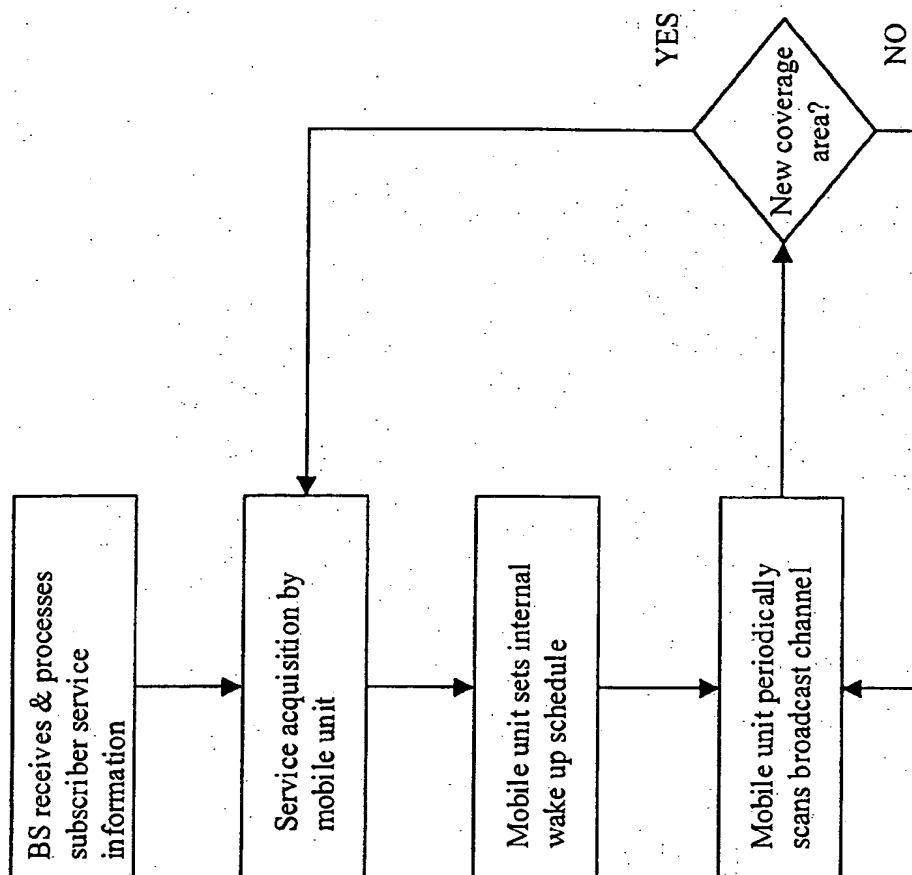 BS receives & processes
subscriber service
information
Service acquisition by
mobile unit
Mobile unit sets internal
wake up schedule
Mobile unit periodically
scans broadcast channel
New coverage
area?
YES
NO